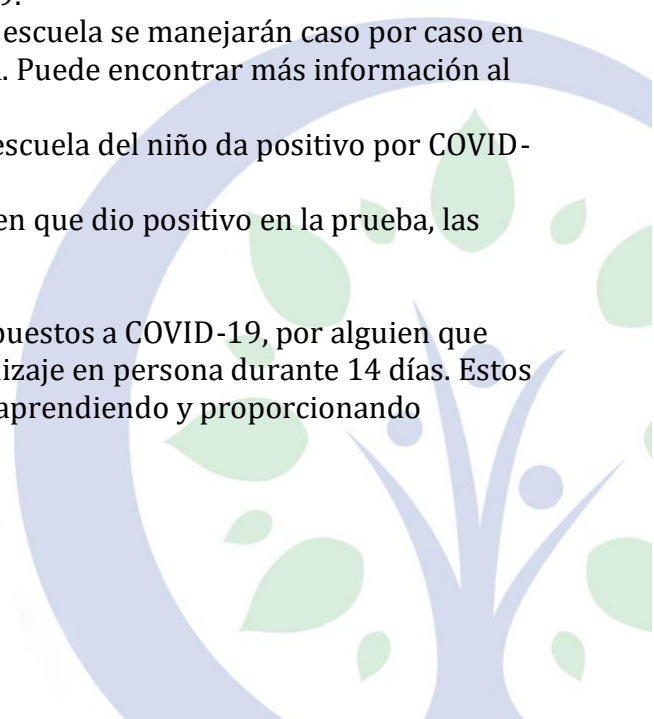 9.
escuela se manejarán caso por caso en
. Puede encontrar más información al
escuela del niño da positivo por COVID-
en que dio positivo en la prueba, las
puestos a COVID-19, por alguien que
izaje en persona durante 14 días. Estos
aprendiendo y proporcionando